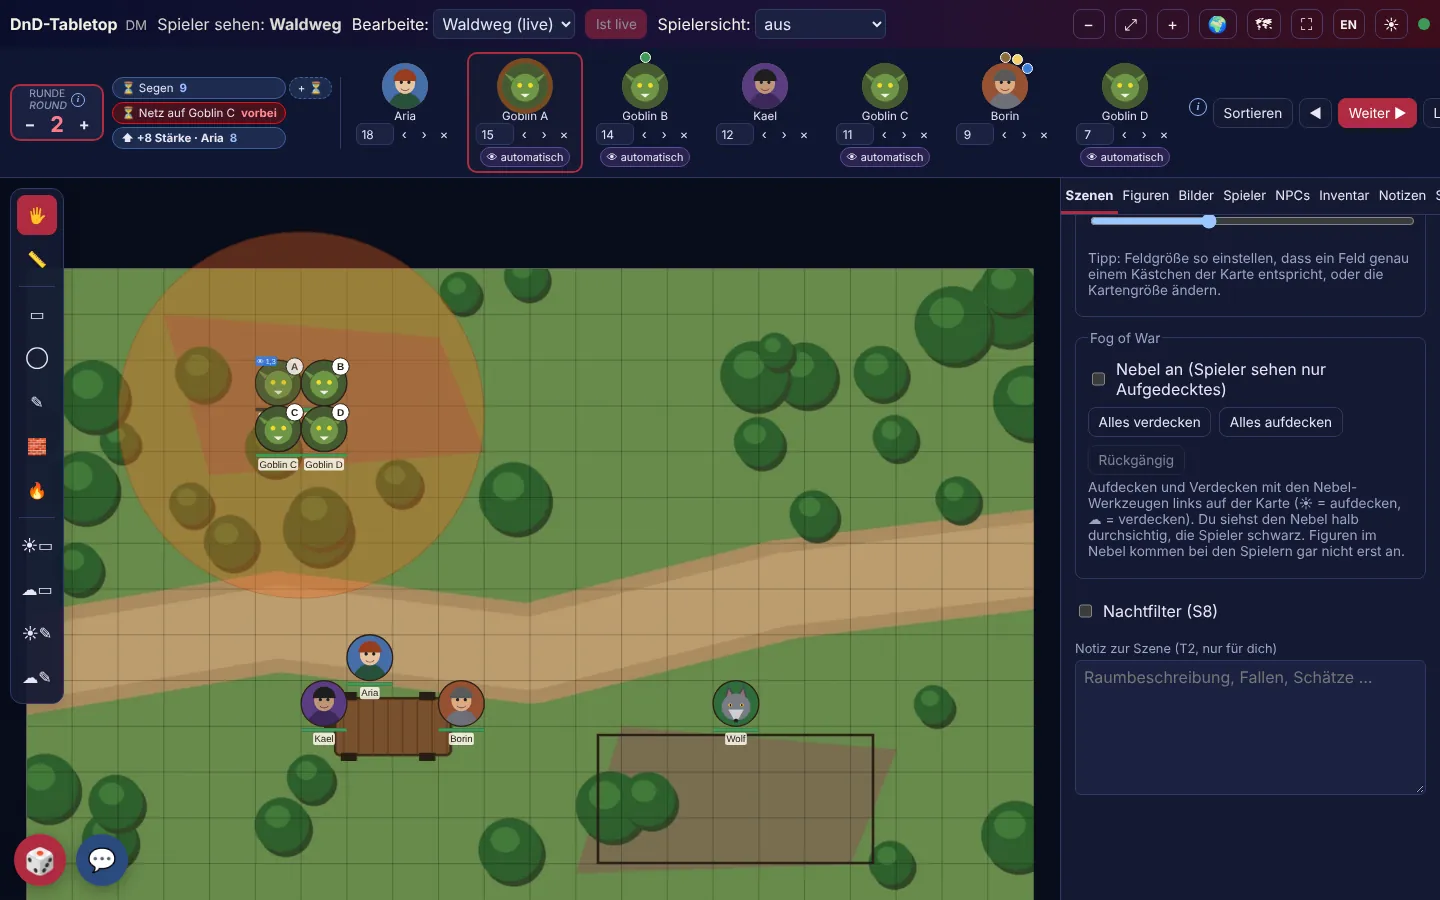 DnD-Tabletop DM Spieler sehen: Waldweg Bearbeite: Waldweg (live) Ist live Spielersicht: aus − ⤢ + EN
RUNDE
ROUND i
− 2 +
⏳ Segen 9
+ ⏳
⏳ Netz auf Goblin C vorbei
+8 Stärke · Aria 8
Aria
18 ‹ › ×
Goblin A
15 ‹ › ×
automatisch
Goblin B
14 ‹ › ×
automatisch
Kael
12 ‹ › ×
Goblin C
11 ‹ › ×
automatisch
Borin
9 ‹ › ×
Goblin D
7 ‹ › ×
automatisch
i Sortieren ◀ Weiter ▶ L
Szenen Figuren Bilder Spieler NPCs Inventar Notizen S
Tipp: Feldgröße so einstellen, dass ein Feld genau
einem Kästchen der Karte entspricht, oder die
Kartengröße ändern.
Fog of War
Nebel an (Spieler sehen nur
Aufgedecktes)
Alles verdecken Alles aufdecken
Rückgängig
Aufdecken und Verdecken mit den Nebel-
Werkzeugen links auf der Karte (☀ = aufdecken,
☁ = verdecken). Du siehst den Nebel halb
durchsichtig, die Spieler schwarz. Figuren im
Nebel kommen bei den Spielern gar nicht erst an.
Nachtfilter (S8)
Notiz zur Szene (T2, nur für dich)
Raumbeschreibung, Fallen, Schätze ...
1,3
A
B
C
D
Goblin C
Goblin D
Aria
Kael
Borin
Wolf